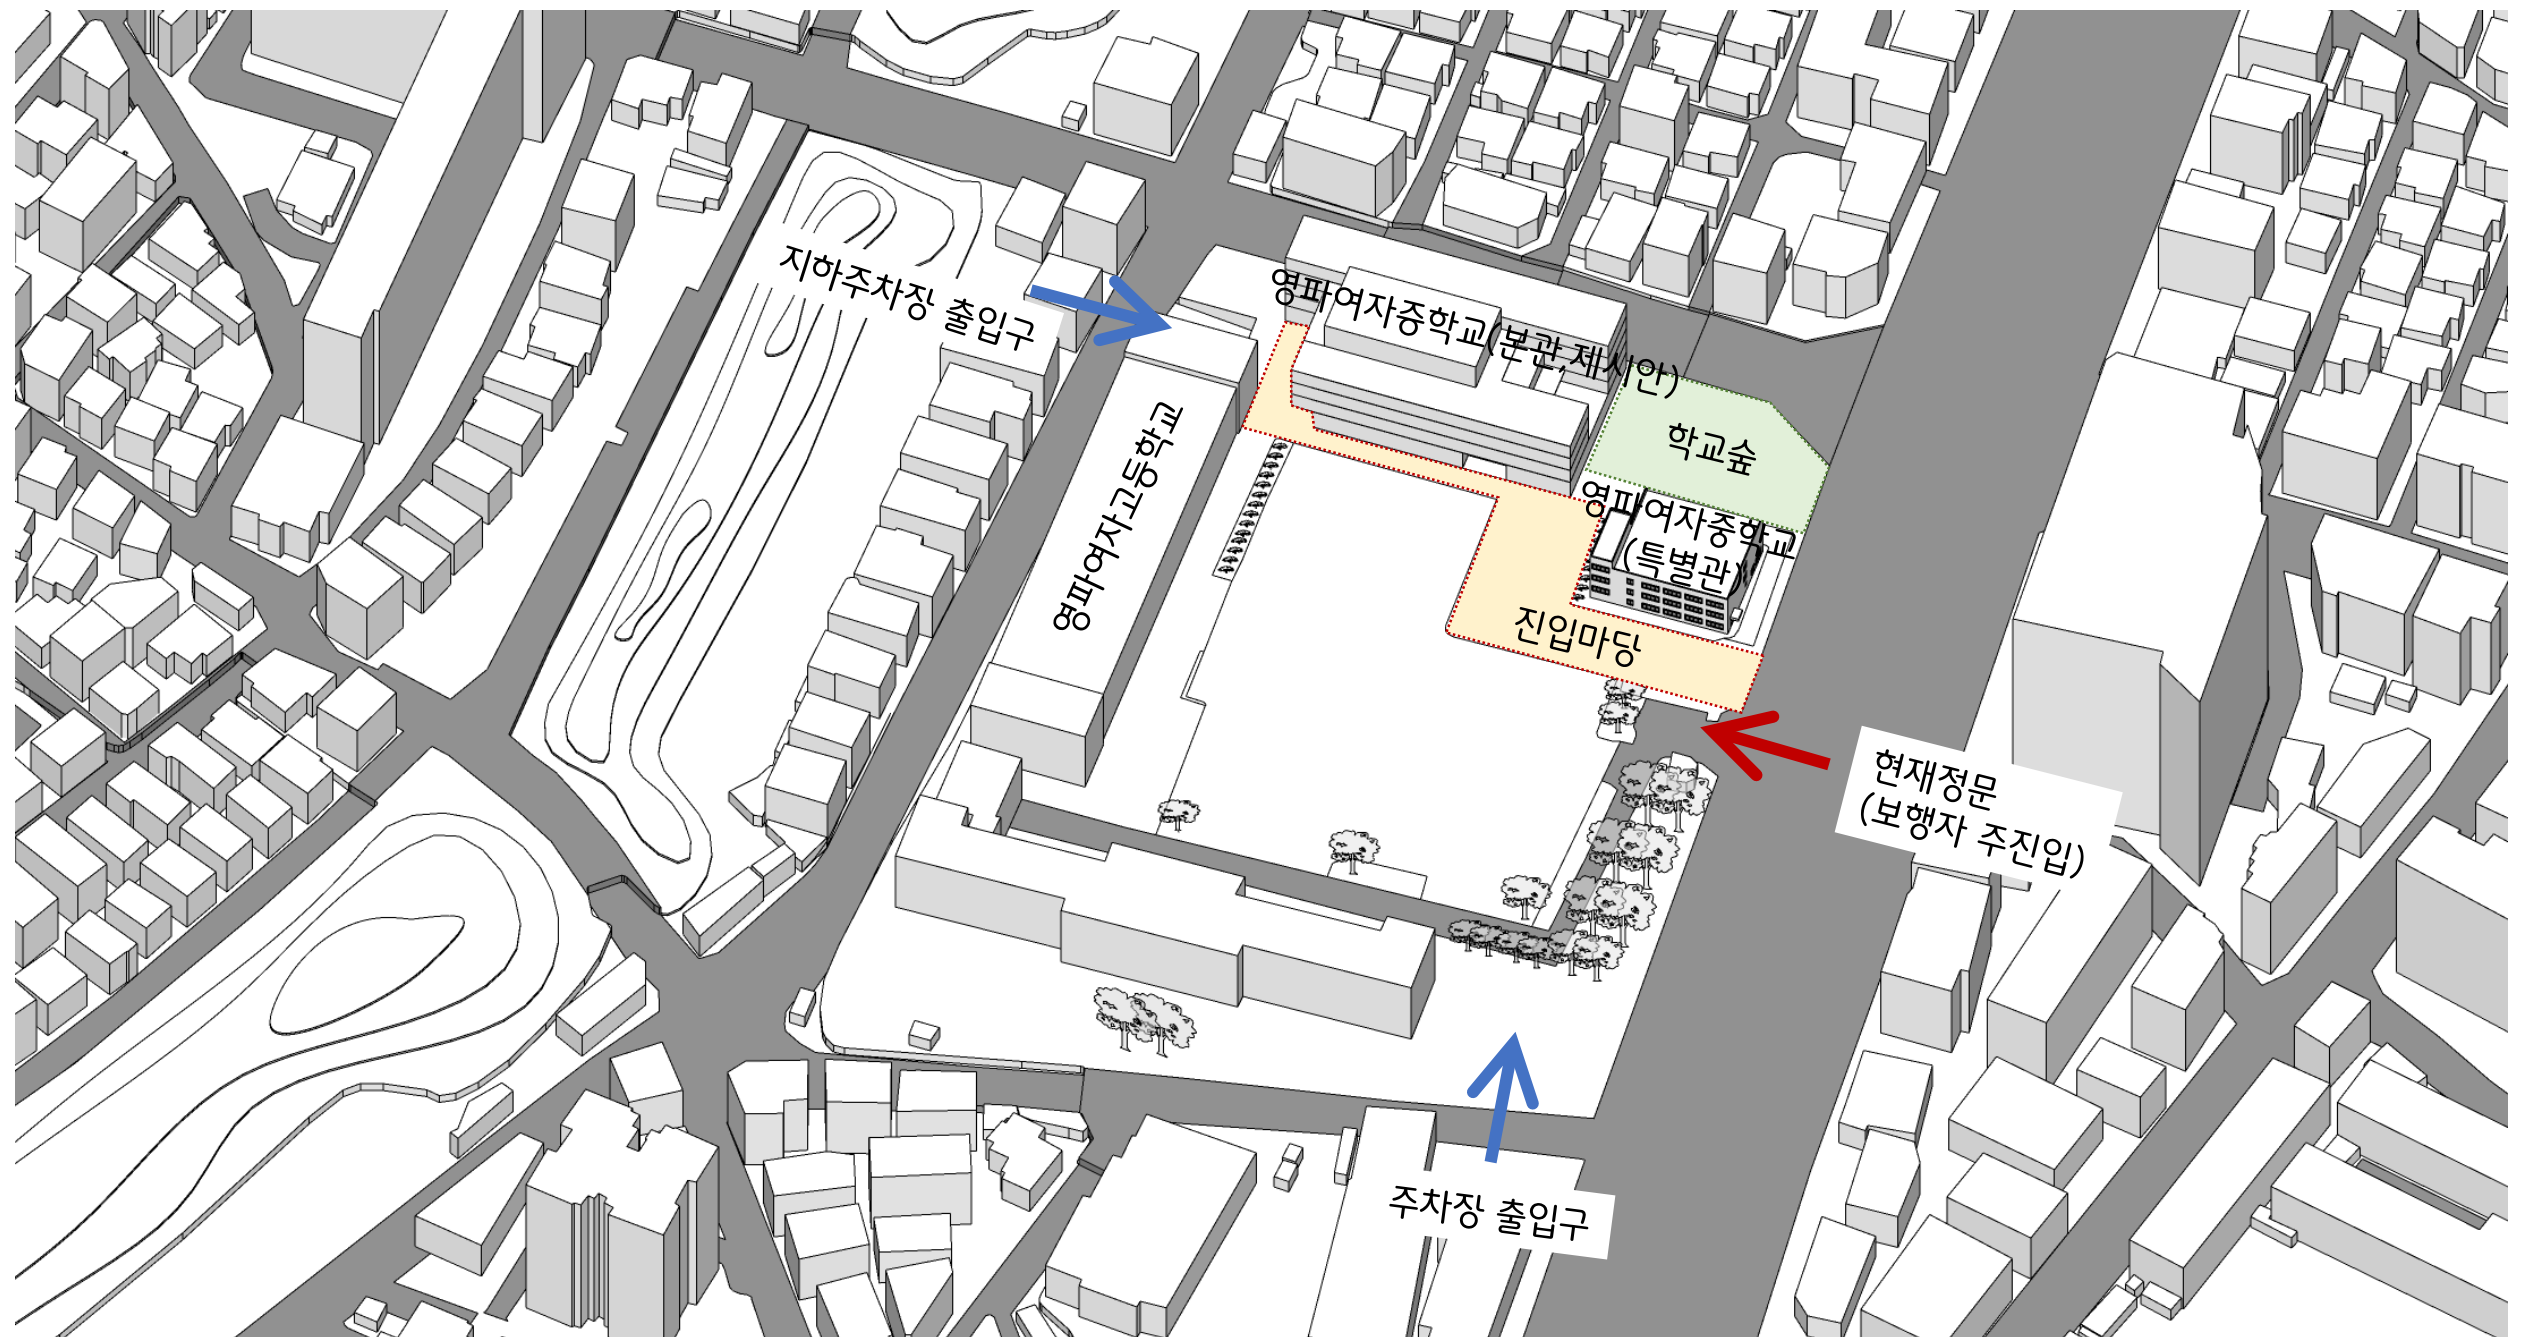 지하주차장 출입구
영파여자중학교(본관,제시안)
영파여자고등학교
학교숲
영파여자중학교
(특별관)
진입마당
현재정문
(보행자 주진입)
주차장 출입구